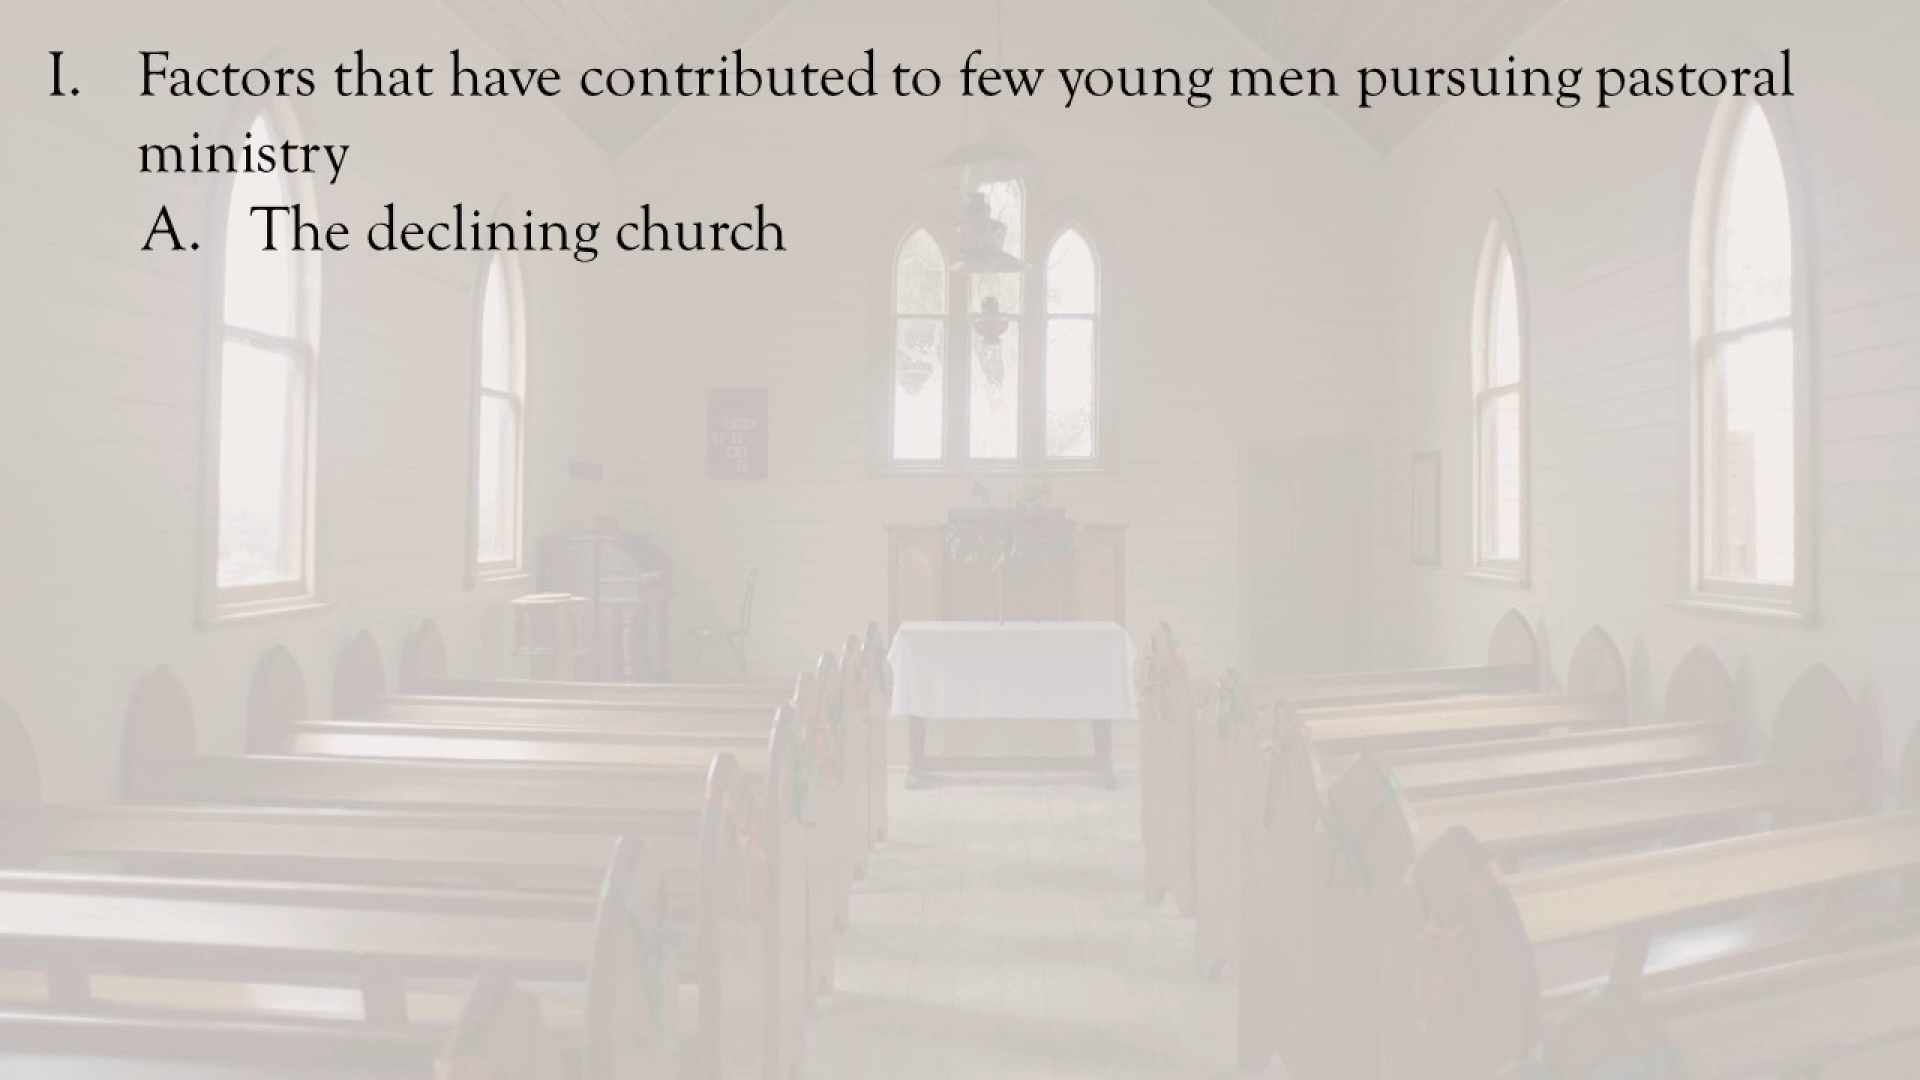 I. Factors that have contributed to few young men pursuing pastoral
ministry
A. The declining church